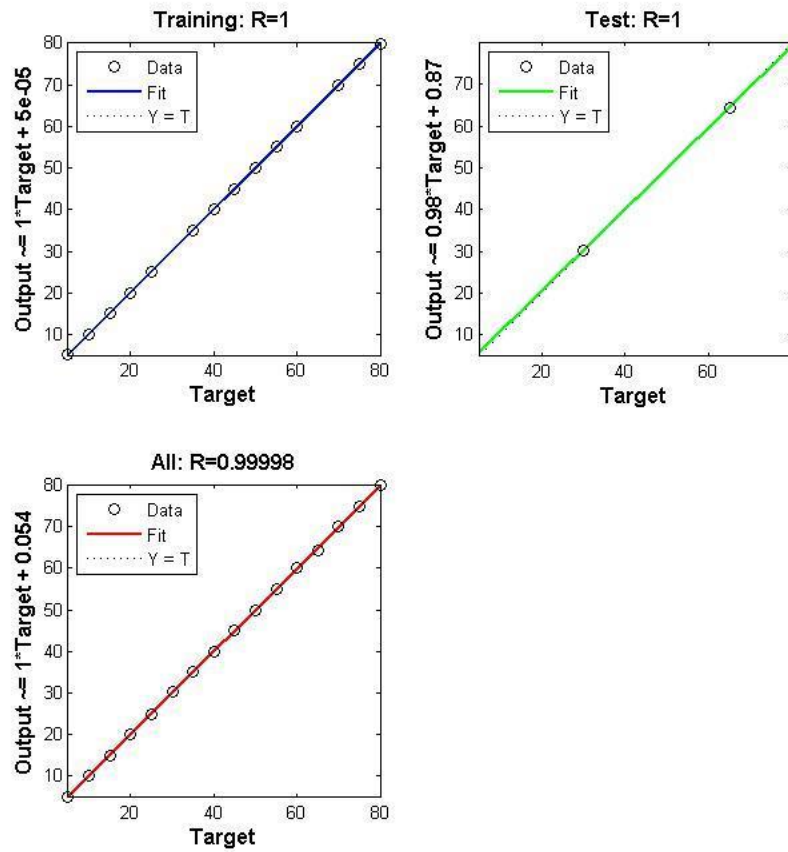 Training: R=1
Output ~= 1*Target + 5e-05
80
70
60
50
40
30
20
10
Data
Fit
Y = T
20
40
60
80
Target
Test: R=1
Output ~= 0.98*Target + 0.87
70
60
50
40
30
20
10
Data
Fit
Y = T
20
40
60
Target
All: R=0.99998
Output ~= 1*Target + 0.054
80
70
60
50
40
30
20
10
Data
Fit
Y = T
20
40
60
80
Target